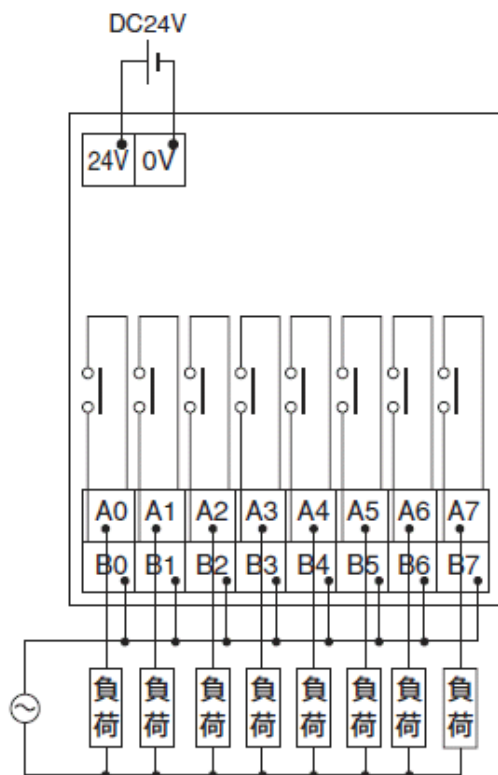 DC24V
24V 0V
A0 A1 A2 A3 A4 A5 A6 A7
B0 B1 B2 B3 B4 B5 B6 B7
負荷 負荷 負荷 負荷 負荷 負荷 負荷 負荷